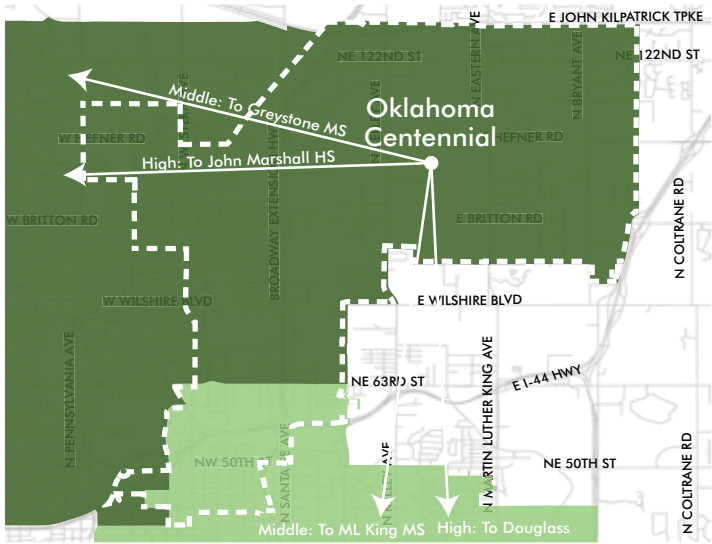 E JOHN KILPATRICK TPKE
NE 122ND ST
N EASTERN AVE
N BRYANT AVE
NE 122ND ST
Middle: To Greystone MS
Oklahoma
Centennial
W HEFNER RD
HEFNER RD
High: To John Marshall HS
BROADWAY EXTENSION HWY
N COLTRANE RD
W BRITTON RD
E BRITTON RD
W WILSHIRE BLVD
E WILSHIRE BLVD
N PENNSYLVANIA AVE
N MARTIN LUTHER KING AVE
NE 63RD ST
E I-44 HWY
NW 50TH ST
N SANTA FE AVE
NE 50TH ST
N COLTRANE RD
Middle: To ML King MS
High: To Douglass